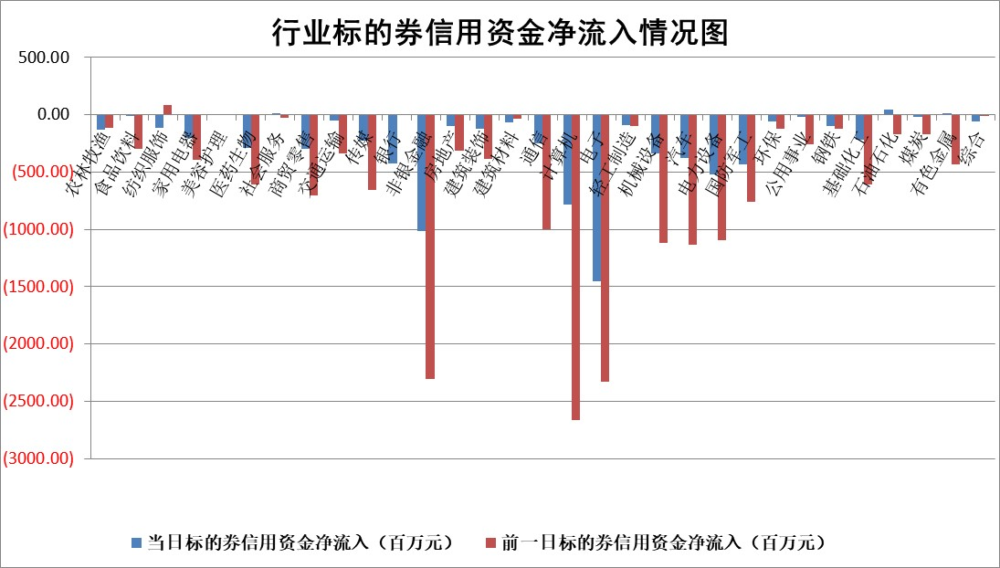 行业标的券信用资金净流入情况图
500.00
0.00
(500.00)
(1000.00)
(1500.00)
(2000.00)
(2500.00)
(3000.00)
农林牧渔
食品饮料
纺织服饰
家用电器
美容护理
医药生物
社会服务
商贸零售
交通运输
传媒
银行
非银金融
房地产
建筑装饰
建筑材料
通信
计算机
电子
轻工制造
机械设备
汽车
电力设备
国防军工
环保
公用事业
钢铁
基础化工
石油石化
煤炭
有色金属
综合
当日标的券信用资金净流入（百万元）
前一日标的券信用资金净流入（百万元）